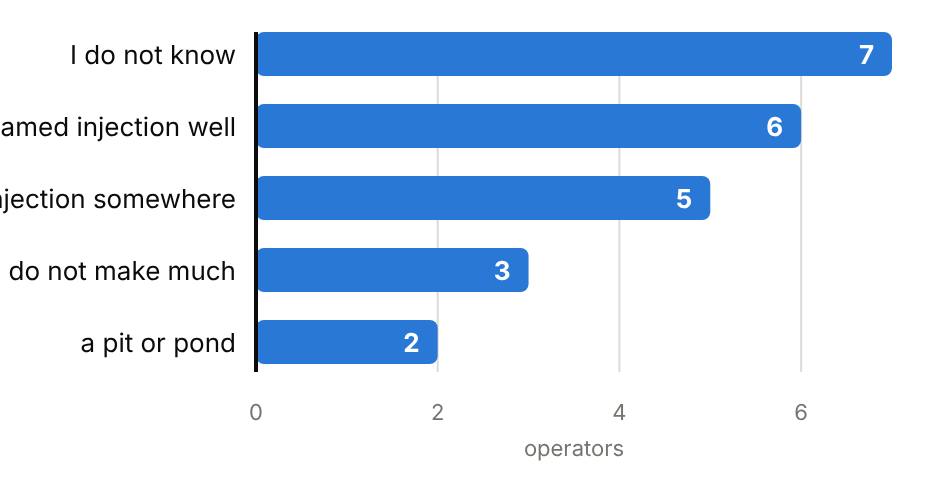 I do not know
7
amed injection well
6
njection somewhere
5
do not make much
3
a pit or pond
2
0 2 4 6
operators